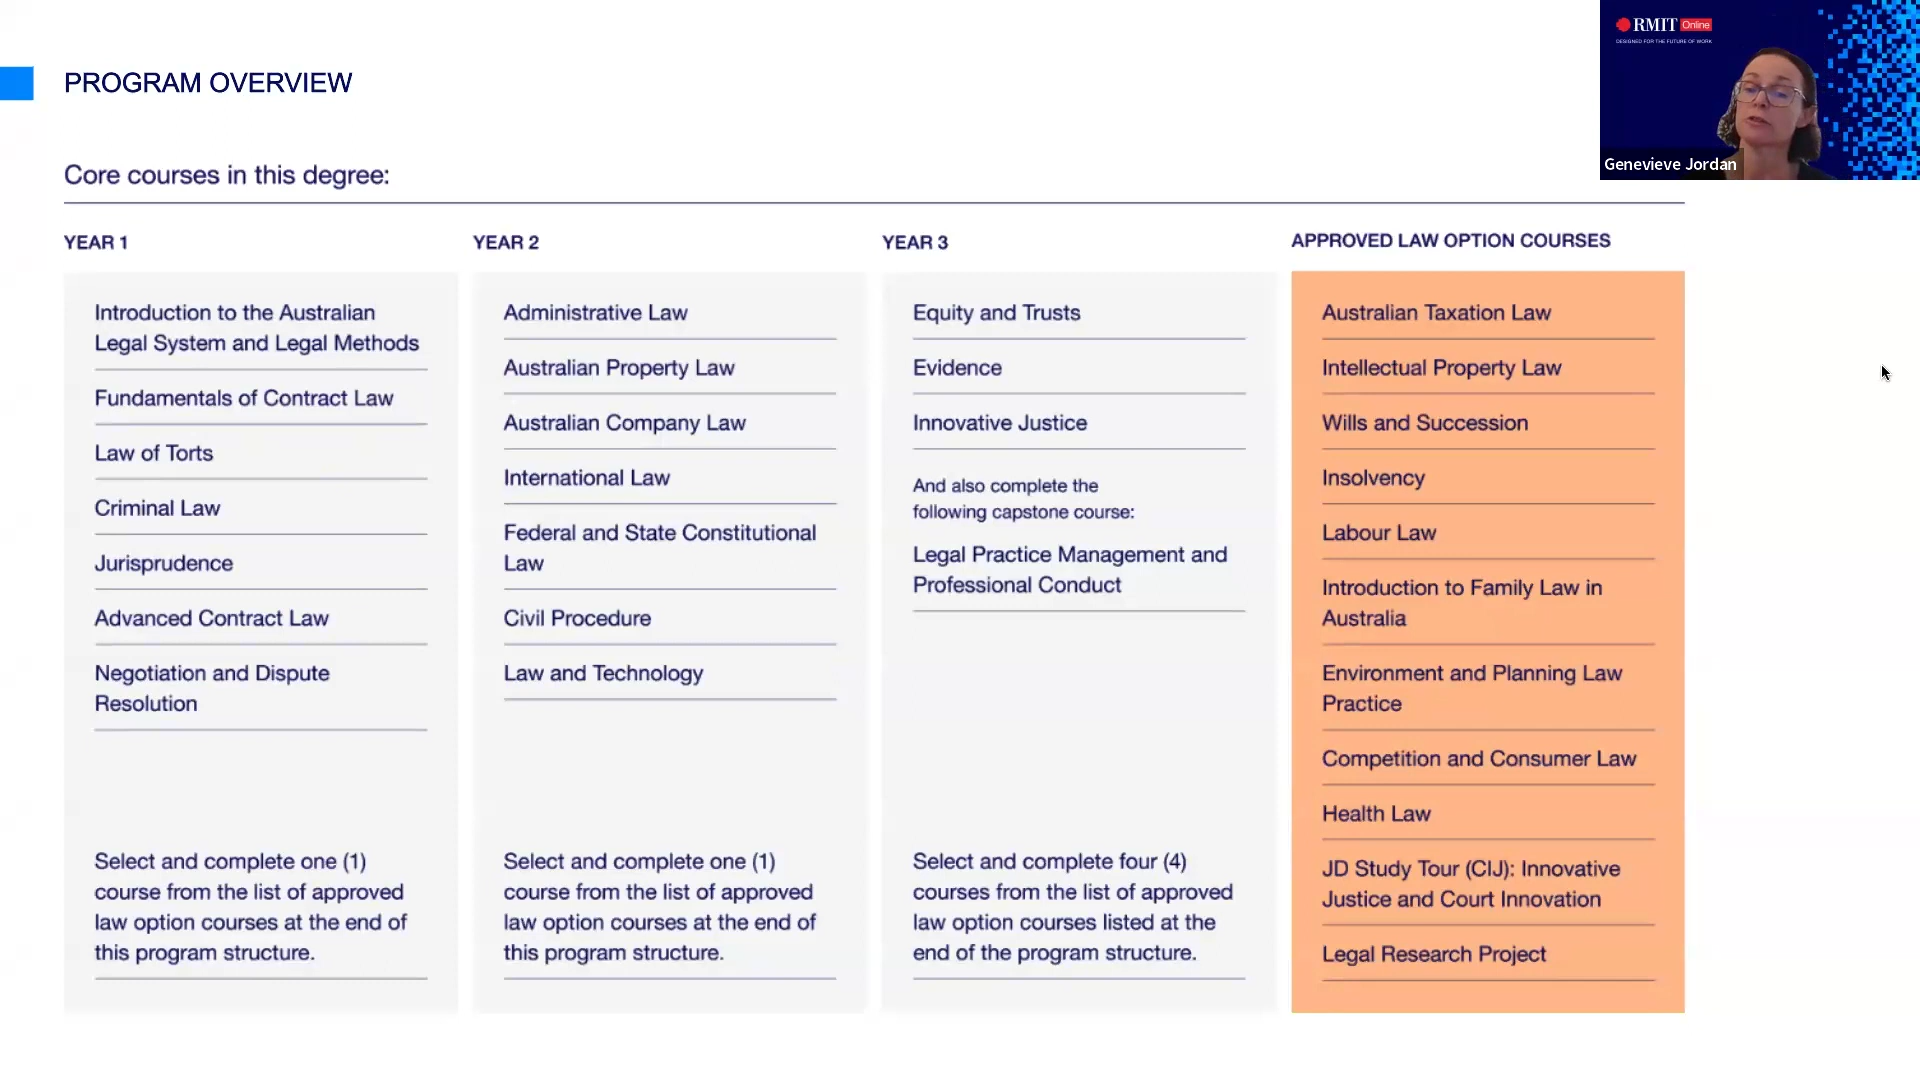 RMIT Online
DESIGNED FOR THE FUTURE OF WORK
Genevieve Jordan
PROGRAM OVERVIEW
Core courses in this degree:
YEAR 1
Introduction to the Australian
Legal System and Legal Methods
Fundamentals of Contract Law
Law of Torts
Criminal Law
Jurisprudence
Advanced Contract Law
Negotiation and Dispute
Resolution
Select and complete one (1)
course from the list of approved
law option courses at the end of
this program structure.
YEAR 2
Administrative Law
Australian Property Law
Australian Company Law
International Law
Federal and State Constitutional
Law
Civil Procedure
Law and Technology
Select and complete one (1)
course from the list of approved
law option courses at the end of
this program structure.
YEAR 3
Equity and Trusts
Evidence
Innovative Justice
And also complete the
following capstone course:
Legal Practice Management and
Professional Conduct
Select and complete four (4)
courses from the list of approved
law option courses listed at the
end of the program structure.
APPROVED LAW OPTION COURSES
Australian Taxation Law
Intellectual Property Law
Wills and Succession
Insolvency
Labour Law
Introduction to Family Law in
Australia
Environment and Planning Law
Practice
Competition and Consumer Law
Health Law
JD Study Tour (CIJ): Innovative
Justice and Court Innovation
Legal Research Project